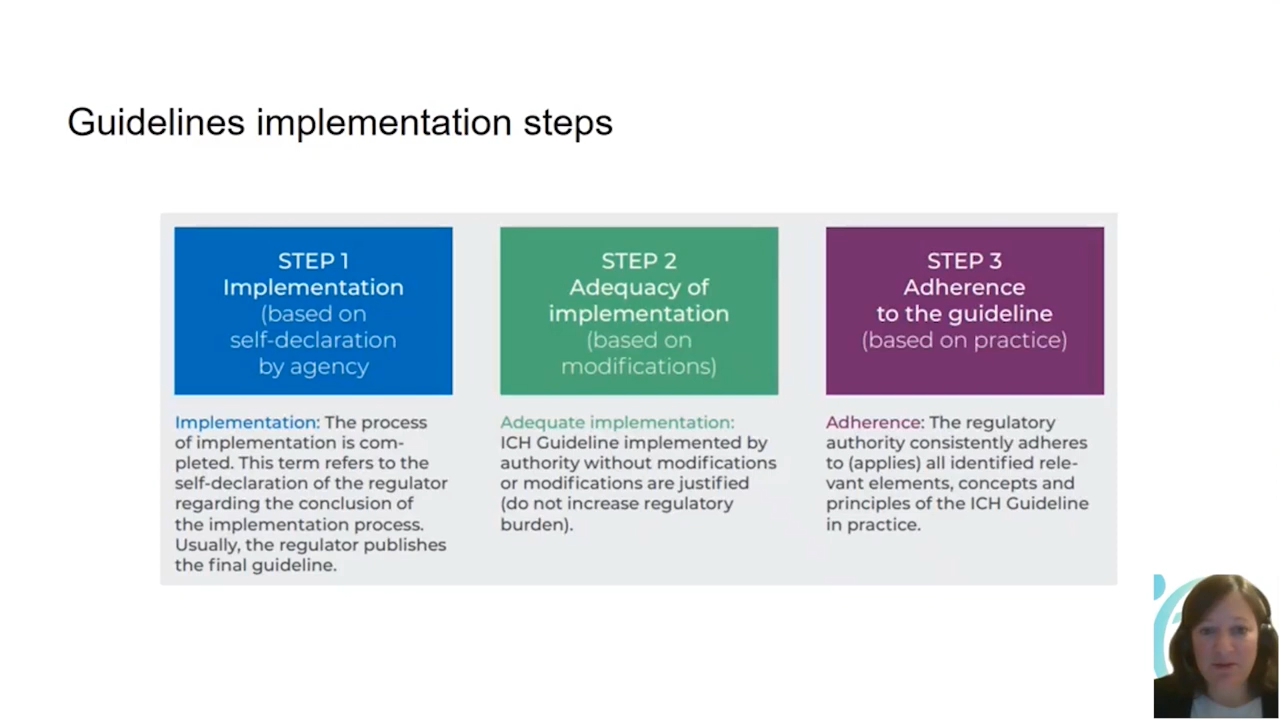 Guidelines implementation steps
STEP 1
Implementation
(based on
self-declaration
by agency
Implementation: The process
of implementation is com-
pleted. This term refers to the
self-declaration of the regulator
regarding the conclusion of
the implementation process.
Usually, the regulator publishes
the final guideline.
STEP 2
Adequacy of
implementation
(based on
modifications)
Adequate implementation:
ICH Guideline implemented by
authority without modifications
or modifications are justified
(do not increase regulatory
burden).
STEP 3
Adherence
to the guideline
(based on practice)
Adherence: The regulatory
authority consistently adheres
to (applies) all identified rele-
vant elements, concepts and
principles of the ICH Guideline
in practice.